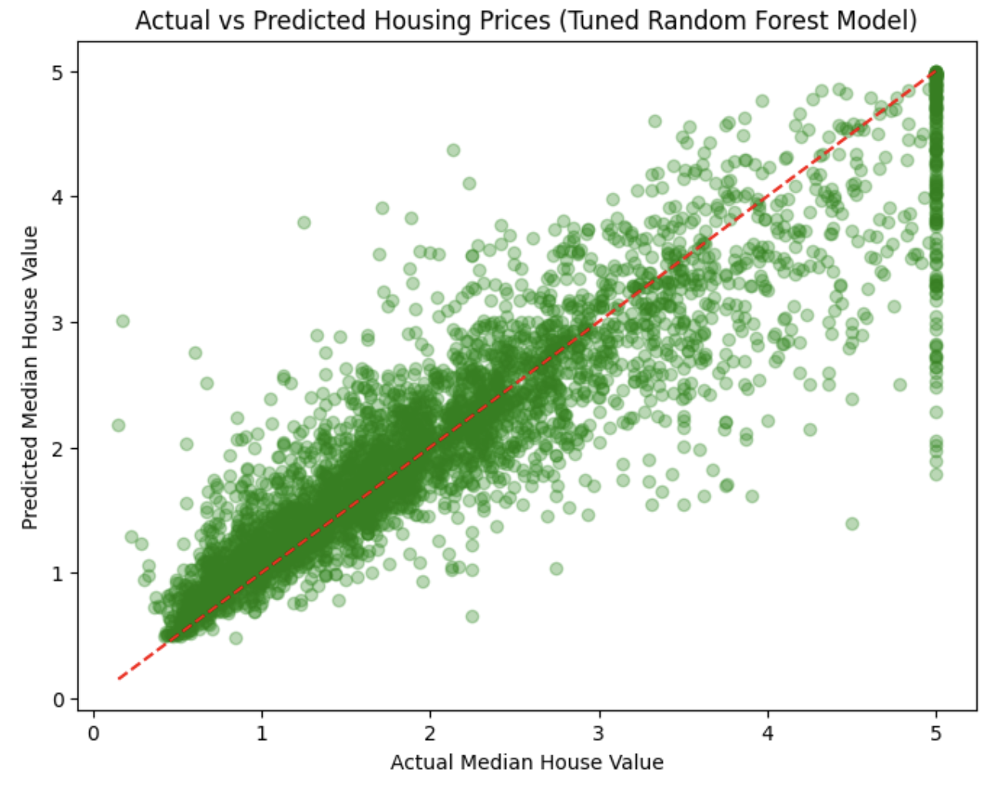 Actual vs Predicted Housing Prices (Tuned Random Forest Model)
Predicted Median House Value
5
4
3
2
1
0
0 1 2 3 4 5
Actual Median House Value